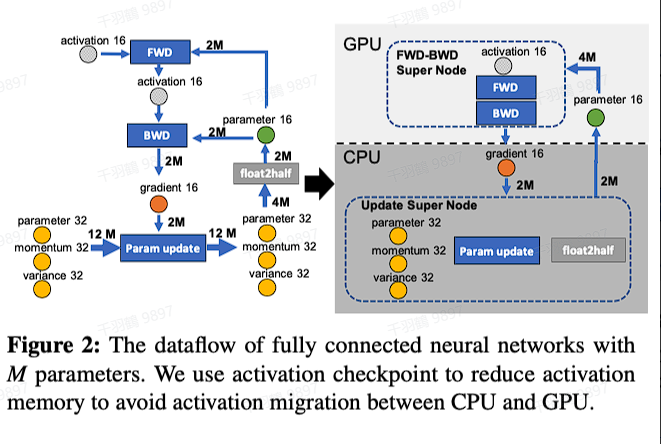 activation 16
FWD
2M
activation 16
parameter 16
BWD
2M
2M
2M
float2half
gradient 16
4M
2M
parameter 32
12 M
momentum 32
Param update
12 M
variance 32
parameter 32
momentum 32
variance 32
GPU
FWD-BWD
Super Node
activation 16
FWD
BWD
4M
parameter 16
CPU
gradient 16
2M
2M
Update Super Node
parameter 32
momentum 32
variance 32
Param update
float2half
Figure 2: The dataflow of fully connected neural networks with
M parameters. We use activation checkpoint to reduce activation
memory to avoid activation migration between CPU and GPU.
千羽鹤 9897